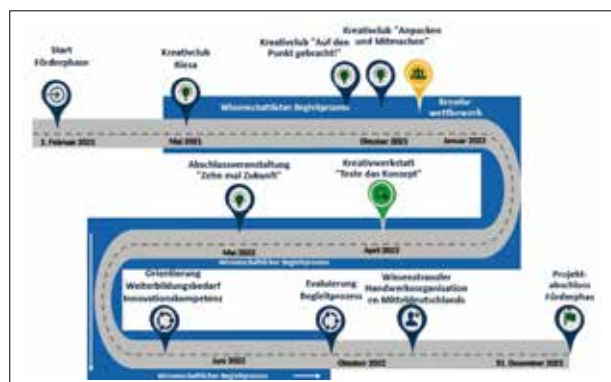 Start
Förderphase
Kreativclub
Riesa
Kreativclub "Auf den
Punkt gebracht!"
Kreativclub "Anpacken
und Mitmachen"
Wissenschaftlicher Begleitprozess
Kreativ-
wettbewerb
1. Februar 2021
Mai 2021
Oktober 2021
Januar 2022
Abschlussveranstaltung
"Zehn mal Zukunft"
Kreativwerkstatt
"Teste das Konzept"
Mai 2022
April 2022
Wissenschaftlicher Begleitprozess
Orientierung
Weiterbildungsbedarf
Innovationskompetenz
Evaluierung
Begleitprozess
Wissenstransfer
Handwerksorganisation
en Mitteldeutschlands
Projekt-
abschluss
Förderphas
Juni 2022
Oktober 2022
31. Dezember
Wissenschaftlicher Begleitprozess